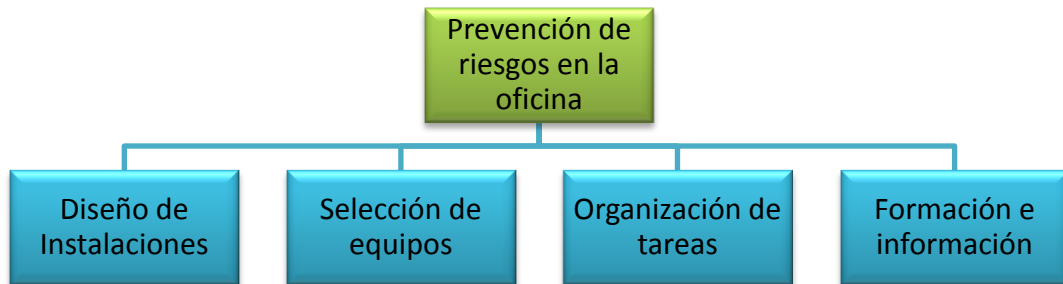 Prevención de
riesgos en la
oficina
Diseño de
Instalaciones
Selección de
equipos
Organización de
tareas
Formación e
información